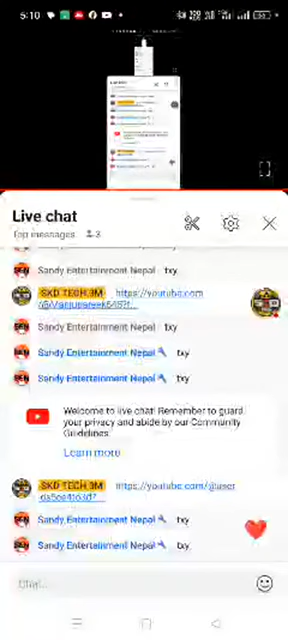 5:10
Live chat
Top messages 3
Sandy Entertainment Nepal txy
SKD TECH 3M https://youtube.com
Sandy Entertainment Nepal txy
Sandy Entertainment Nepal txy
Sandy Entertainment Nepal txy
Welcome to live chat! Remember to guard
your privacy and abide by our Community
Guidelines.
Learn more
SKD TECH 3M https://youtube.com/@user
Sandy Entertainment Nepal txy
Sandy Entertainment Nepal txy
Chat...